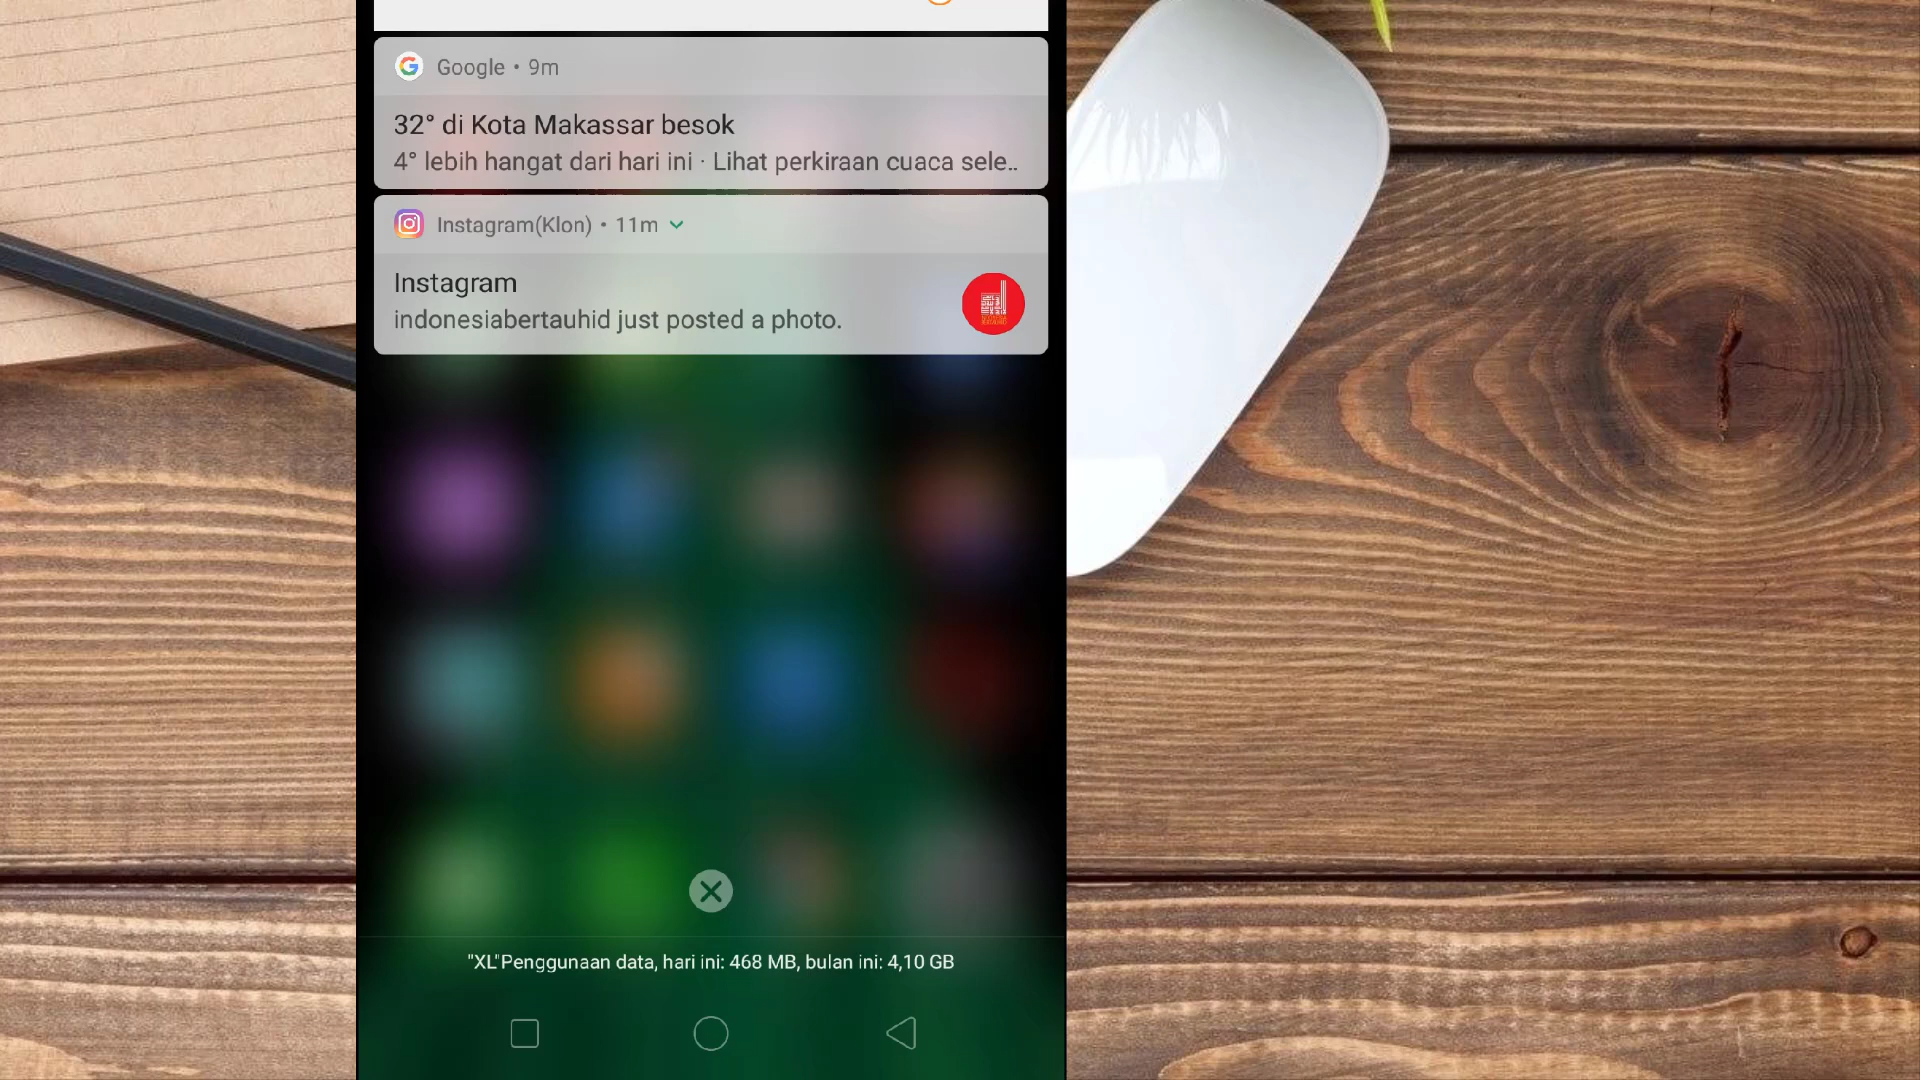 Google • 9m
32° di Kota Makassar besok
4° lebih hangat dari hari ini · Lihat perkiraan cuaca sele..
Instagram(Klon) • 11m
Instagram
indonesiabertauhid just posted a photo.
"XL"Penggunaan data, hari ini: 468 MB, bulan ini: 4,10 GB